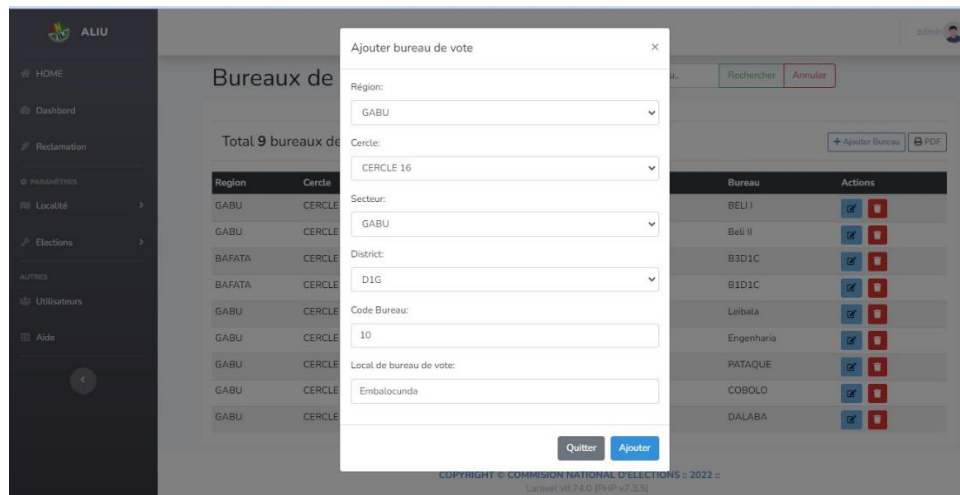 ALIU
admin
HOME
Dashbord
Reclamation
PARAMÈTRES
Localité
Elections
AUTRES
Utilisateurs
Aide
Bureaux de
Rechercher Annuler
Total 9 bureaux de
+ Ajouter Bureau PDF
Region Cercle Bureau Actions
GABU CERCLE BELI I
GABU CERCLE Beli II
BAFATA CERCLE B3D1C
BAFATA CERCLE B1D1C
GABU CERCLE Leibala
GABU CERCLE Engenharia
GABU CERCLE PATAQUE
GABU CERCLE COBOLO
GABU CERCLE DALABA
Ajouter bureau de vote ×
Région:
GABU
Cercle:
CERCLE 16
Secteur:
GABU
District:
D1G
Code Bureau:
10
Local de bureau de vote:
Embalocunda
Quitter Ajouter
COPYRIGHT © COMMISION NATIONAL D'ELECTIONS :: 2022 ::
Laravel v8.74.0 (PHP v7.3.5)